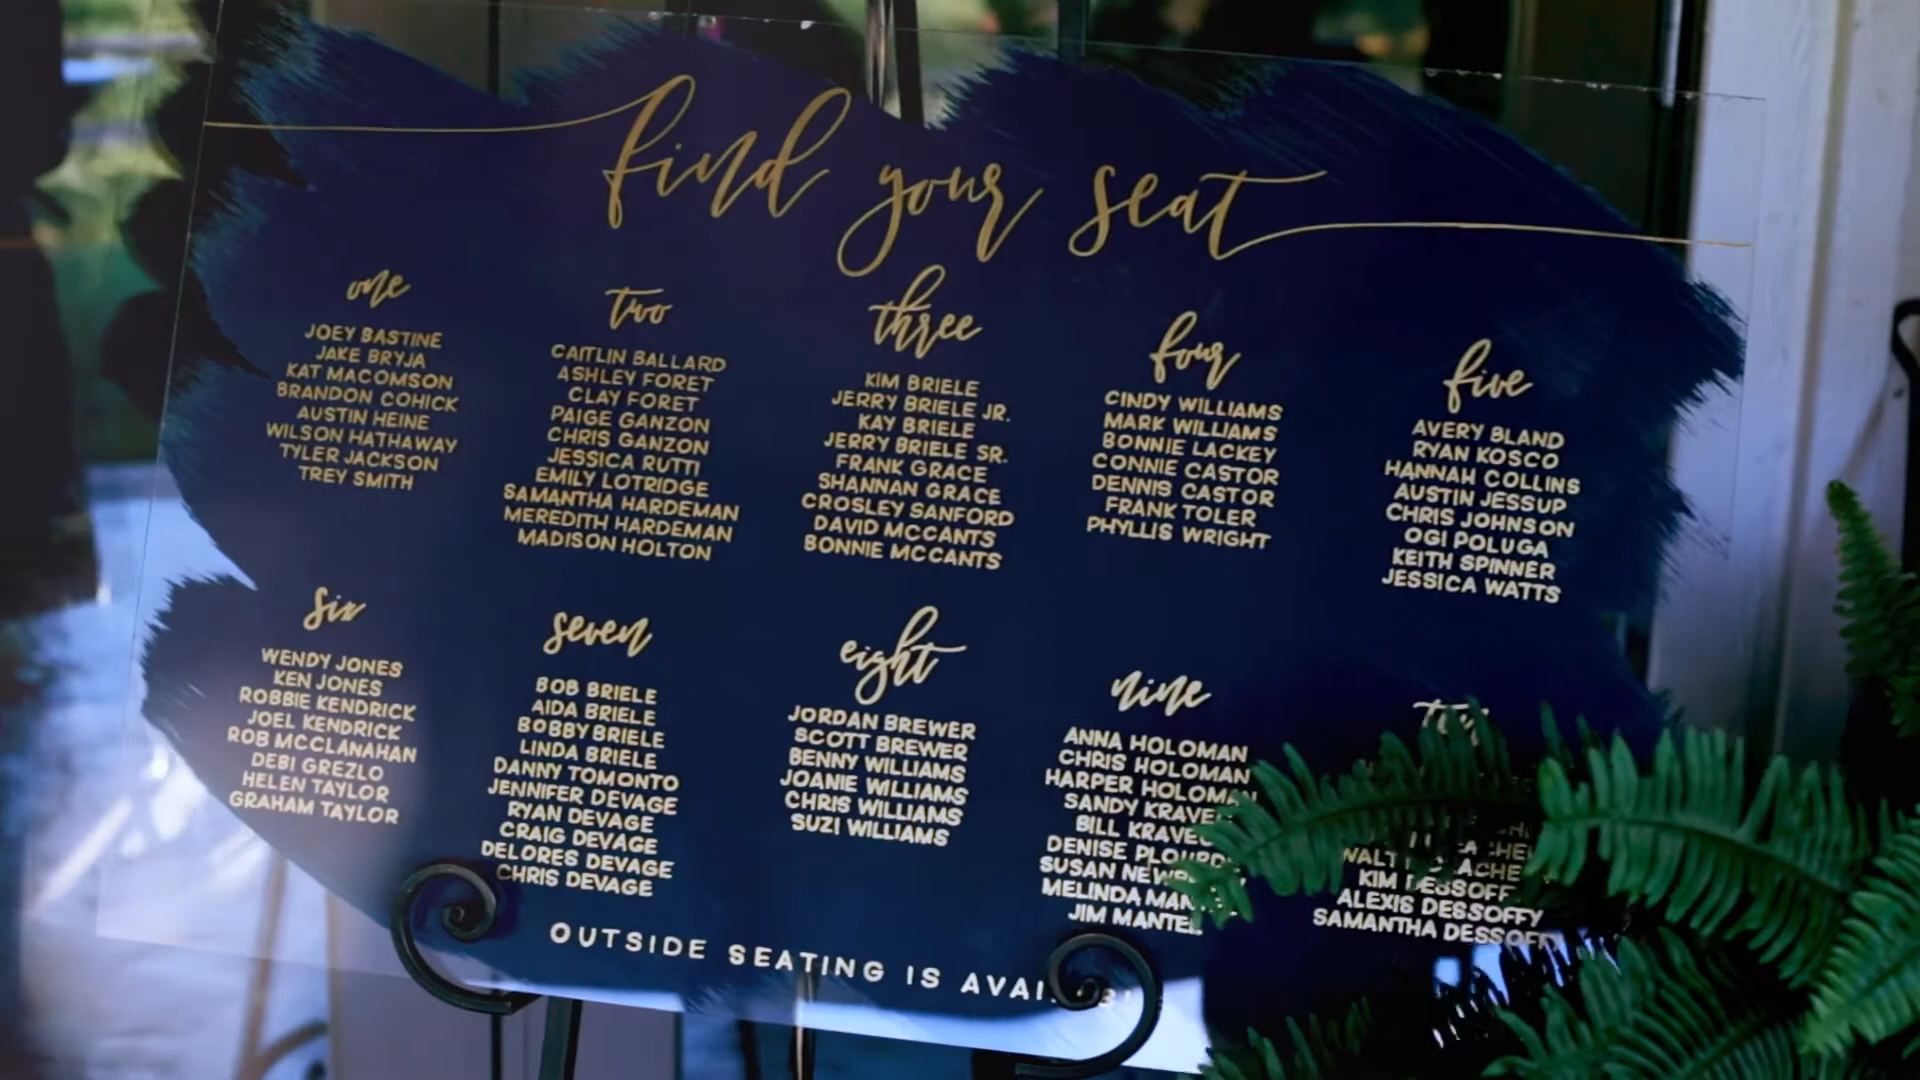 find your seat
one
JOEY BASTINE
JAKE BRYJA
KAT MACOMSON
BRANDON COHICK
AUSTIN HEINE
WILSON HATHAWAY
TYLER JACKSON
TREY SMITH
two
CAITLIN BALLARD
ASHLEY FORET
CLAY FORET
PAIGE GANZON
CHRIS GANZON
JESSICA RUTTI
EMILY LOTRIDGE
SAMANTHA HARDEMAN
MEREDITH HARDEMAN
MADISON HOLTON
three
KIM BRIELE
JERRY BRIELE JR.
KAY BRIELE
JERRY BRIELE SR.
FRANK GRACE
SHANNAN GRACE
CROSLEY SANFORD
DAVID MCCANTS
BONNIE MCCANTS
four
CINDY WILLIAMS
MARK WILLIAMS
BONNIE LACKEY
CONNIE CASTOR
DENNIS CASTOR
FRANK TOLER
PHYLLIS WRIGHT
five
AVERY BLAND
RYAN KOSCO
HANNAH COLLINS
AUSTIN JESSUP
CHRIS JOHNSON
OGI POLUGA
KEITH SPINNER
JESSICA WATTS
six
WENDY JONES
KEN JONES
ROBBIE KENDRICK
JOEL KENDRICK
ROB MCCLANAHAN
DEBI GREZLO
HELEN TAYLOR
GRAHAM TAYLOR
seven
BOB BRIELE
AIDA BRIELE
BOBBY BRIELE
LINDA BRIELE
DANNY TOMONTO
JENNIFER DEVAGE
RYAN DEVAGE
CRAIG DEVAGE
DELORES DEVAGE
CHRIS DEVAGE
eight
JORDAN BREWER
SCOTT BREWER
BENNY WILLIAMS
JOANIE WILLIAMS
CHRIS WILLIAMS
SUZI WILLIAMS
nine
ANNA HOLOMAN
CHRIS HOLOMAN
HARPER HOLOMAN
SANDY
BILL
DENISE
SUSAN
MELINDA
JIM MANTEL
ten
KIM DESSOFFY
ALEXIS DESSOFFY
SAMANTHA DESSOFFY
OUTSIDE SEATING IS